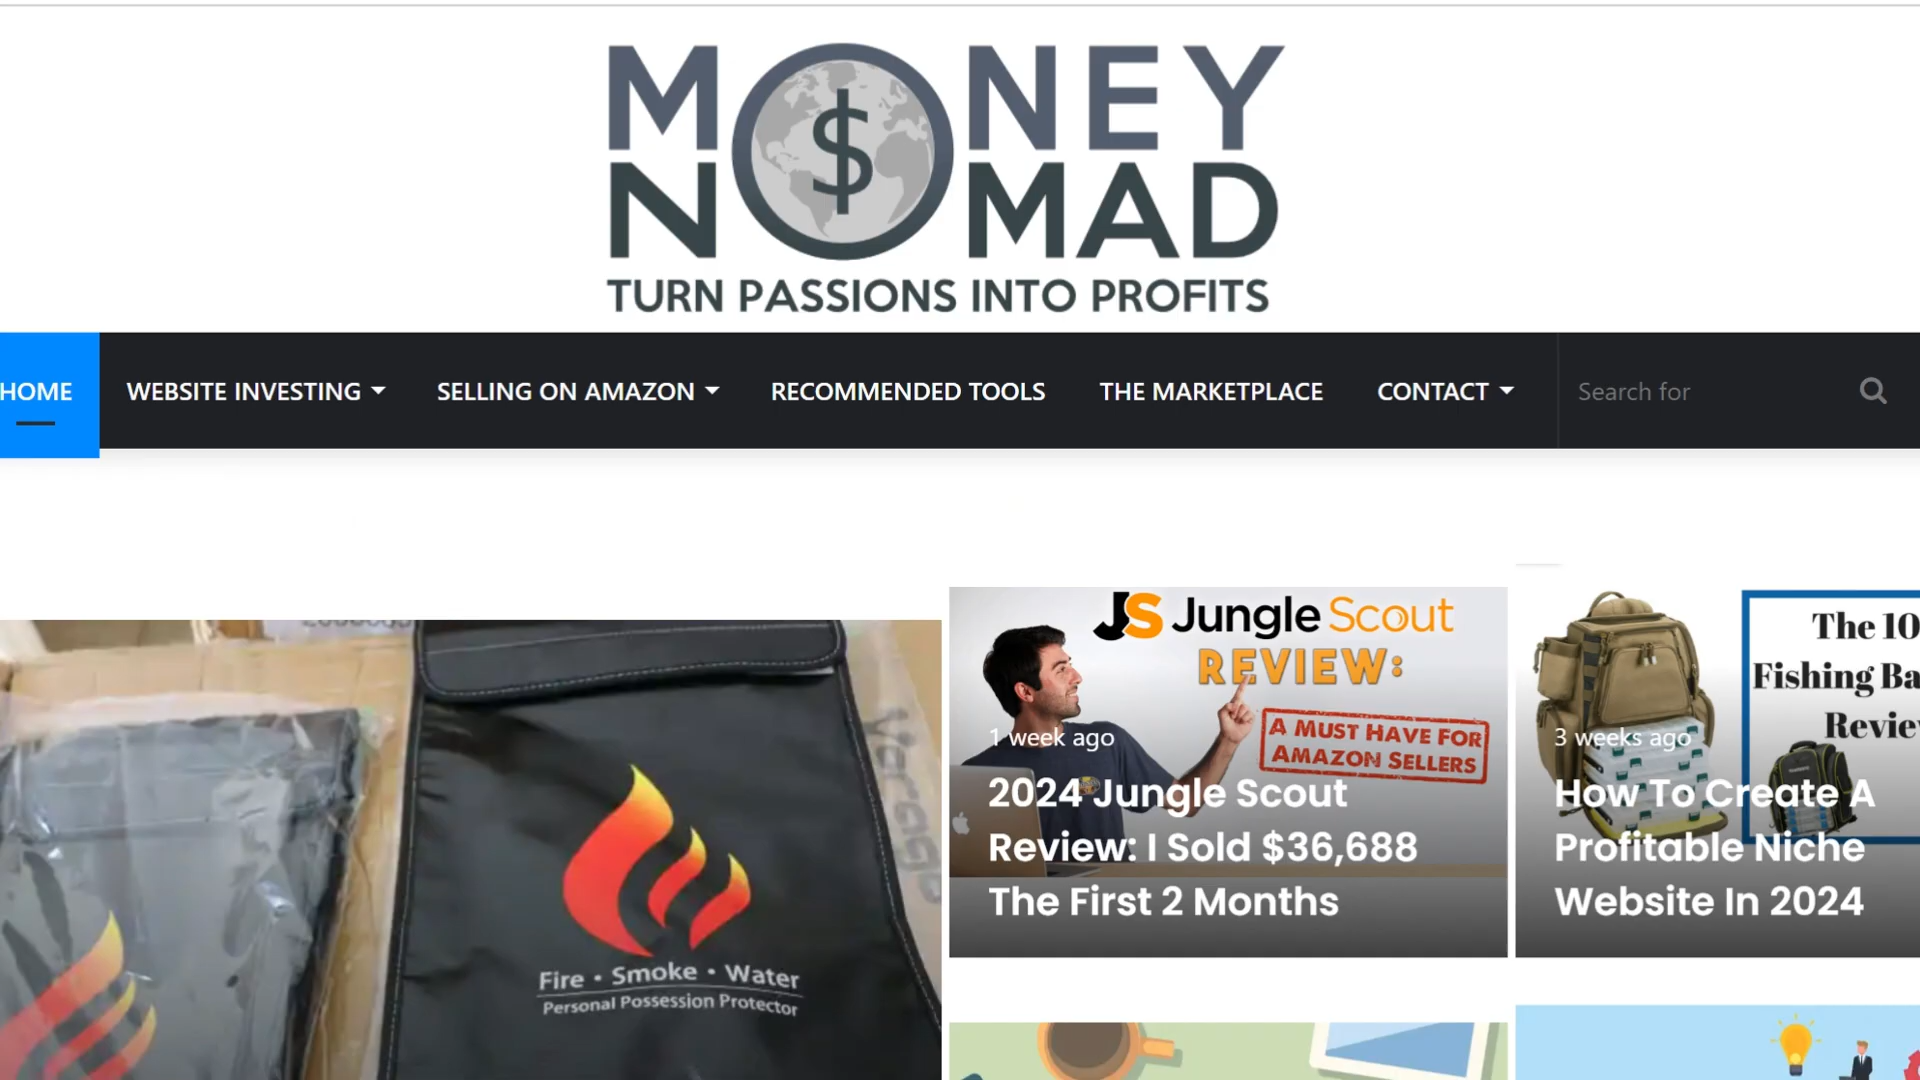 MONEY
NOMAD
TURN PASSIONS INTO PROFITS
HOME
WEBSITE INVESTING
SELLING ON AMAZON
RECOMMENDED TOOLS
THE MARKETPLACE
CONTACT
Search for
JS Jungle Scout
REVIEW:
A MUST HAVE FOR
AMAZON SELLERS
1 week ago
2024 Jungle Scout
Review: I Sold $36,688
The First 2 Months
The 10
Fishing Ba
Revie
3 weeks ago
How To Create A
Profitable Niche
Website In 2024
Fire • Smoke • Water
Personal Possession Protector